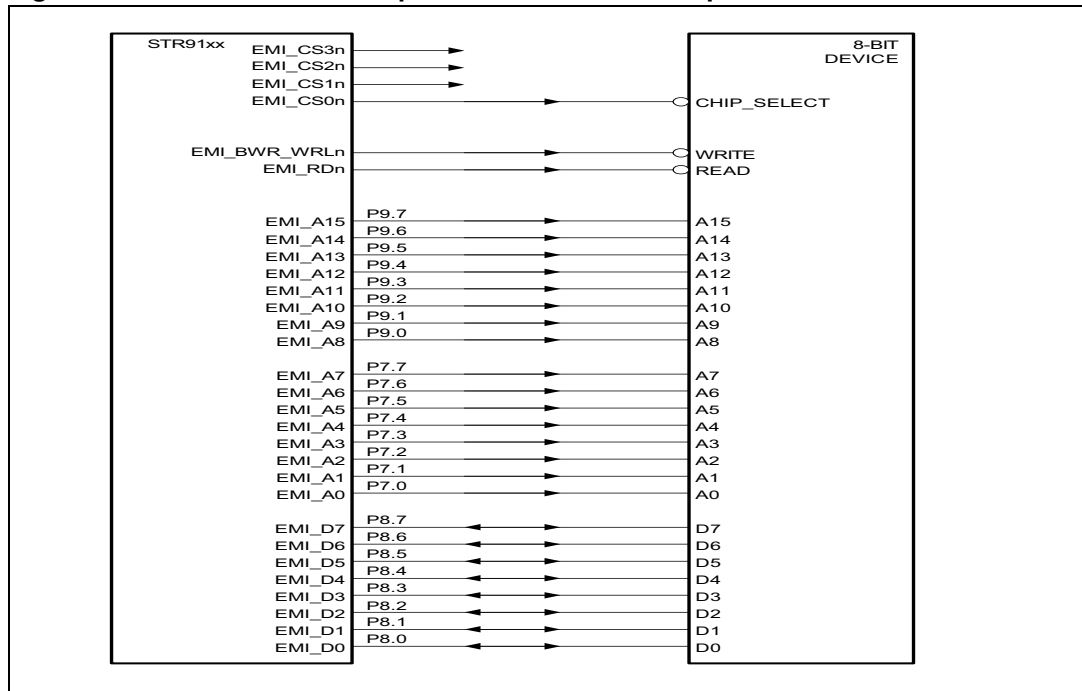 STR91xx EMI_CS3n 8-BIT
EMI_CS2n DEVICE
EMI_CS1n
EMI_CS0n CHIP_SELECT
EMI_BWR_WRLn WRITE
EMI_RDn READ
EMI_A15 P9.7 A15
EMI_A14 P9.6 A14
EMI_A13 P9.5 A13
EMI_A12 P9.4 A12
EMI_A11 P9.3 A11
EMI_A10 P9.2 A10
EMI_A9 P9.1 A9
EMI_A8 P9.0 A8
EMI_A7 P7.7 A7
EMI_A6 P7.6 A6
EMI_A5 P7.5 A5
EMI_A4 P7.4 A4
EMI_A3 P7.3 A3
EMI_A2 P7.2 A2
EMI_A1 P7.1 A1
EMI_A0 P7.0 A0
EMI_D7 P8.7 D7
EMI_D6 P8.6 D6
EMI_D5 P8.5 D5
EMI_D4 P8.4 D4
EMI_D3 P8.3 D3
EMI_D2 P8.2 D2
EMI_D1 P8.1 D1
EMI_D0 P8.0 D0